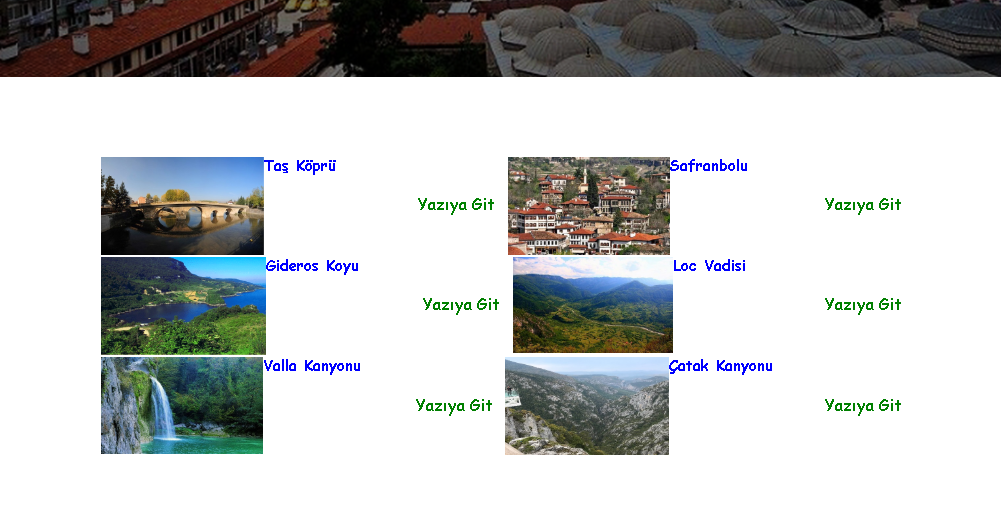 Taş Köprü
Yazıya Git
Safranbolu
Yazıya Git
Gideros Koyu
Yazıya Git
Loc Vadisi
Yazıya Git
Valla Kanyonu
Yazıya Git
Çatak Kanyonu
Yazıya Git